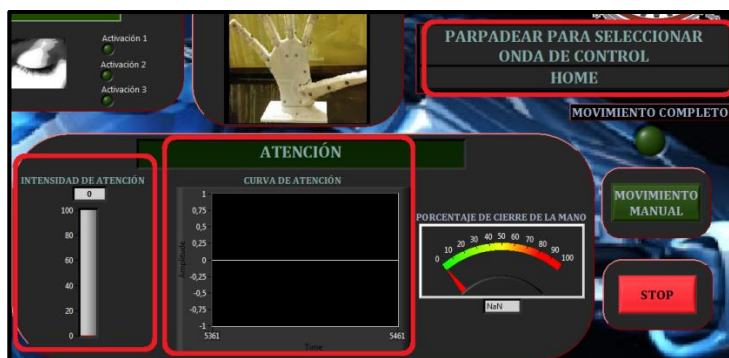 Activación 1
Activación 2
Activación 3
PARPADEAR PARA SELECCIONAR
ONDA DE CONTROL
HOME
MOVIMIENTO COMPLETO
ATENCIÓN
INTENSIDAD DE ATENCIÓN
0
100
80
60
40
20
0
CURVA DE ATENCIÓN
Amplitude
1
0,75
0,5
0,25
0
-0,25
-0,5
-0,75
-1
5361
5461
Time
PORCENTAJE DE CIERRE DE LA MANO
0 10 20 30 40 50 60 70 80 90 100
NaN
MOVIMIENTO
MANUAL
STOP